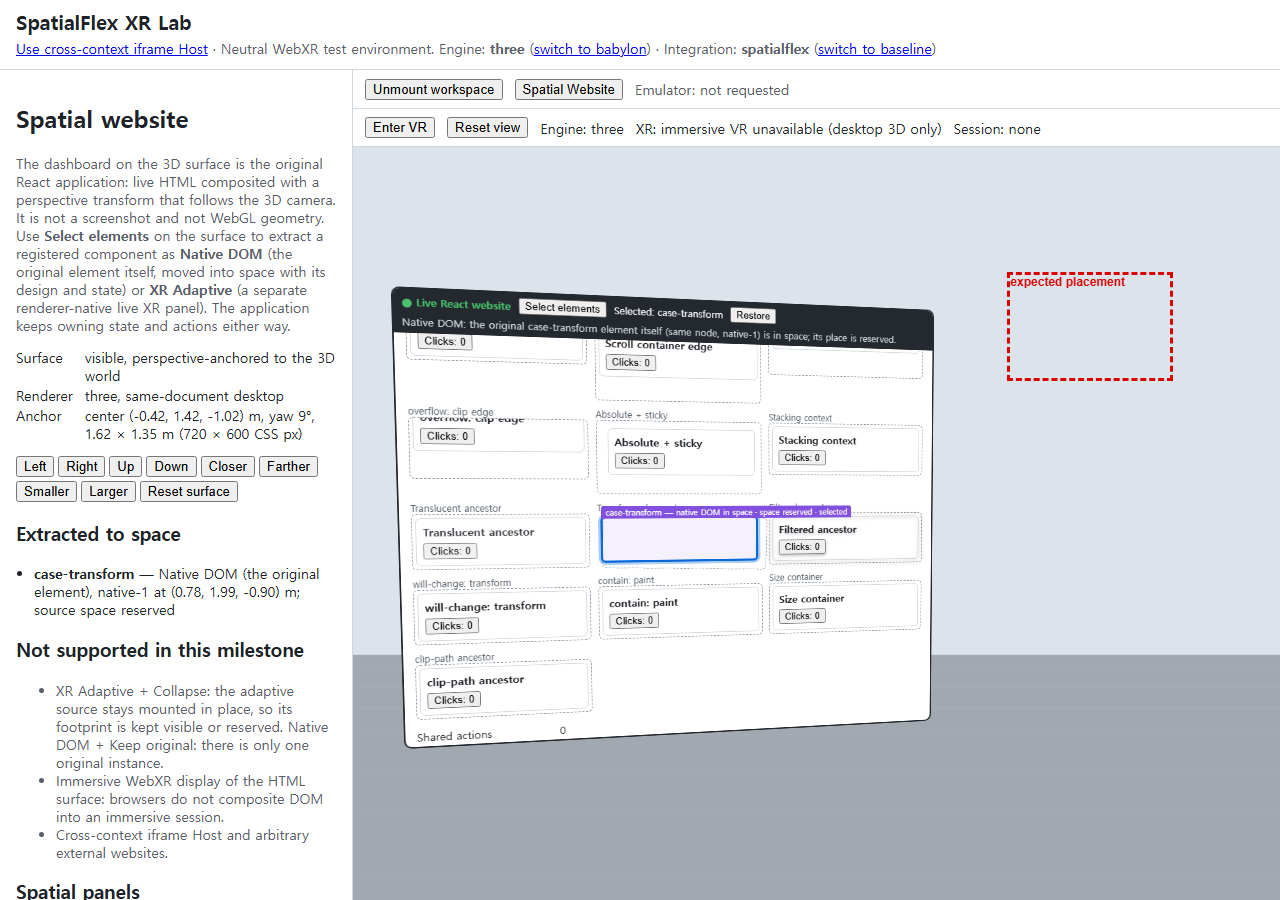 SpatialFlex XR Lab
Use cross-context iframe Host · Neutral WebXR test environment. Engine: three (switch to babylon) · Integration: spatialflex (switch to baseline)
Spatial website
The dashboard on the 3D surface is the original
React application: live HTML composited with a
perspective transform that follows the 3D camera.
It is not a screenshot and not WebGL geometry.
Use Select elements on the surface to extract a
registered component as Native DOM (the
original element itself, moved into space with its
design and state) or XR Adaptive (a separate
renderer-native live XR panel). The application
keeps owning state and actions either way.
Surface visible, perspective-anchored to the 3D
world
Renderer three, same-document desktop
Anchor center (-0.42, 1.42, -1.02) m, yaw 9°,
1.62 × 1.35 m (720 × 600 CSS px)
Left Right Up Down Closer Farther
Smaller Larger Reset surface
Extracted to space
• case-transform — Native DOM (the original
element), native-1 at (0.78, 1.99, -0.90) m;
source space reserved
Not supported in this milestone
• XR Adaptive + Collapse: the adaptive
source stays mounted in place, so its
footprint is kept visible or reserved. Native
DOM + Keep original: there is only one
original instance.
• Immersive WebXR display of the HTML
surface: browsers do not composite DOM
into an immersive session.
• Cross-context iframe Host and arbitrary
external websites.
Spatial panels
Unmount workspace Spatial Website Emulator: not requested
Enter VR Reset view Engine: three XR: immersive VR unavailable (desktop 3D only) Session: none
expected placement
Live React website Select elements Selected: case-transform Restore
Native DOM: the original case-transform element itself (same node, native-1) is in space; its place is reserved.
Clicks: 0
Scroll container edge
Clicks: 0
overflow: clip edge
overflow: clip edge
Clicks: 0
Absolute + sticky
Absolute + sticky
Clicks: 0
Stacking context
Stacking context
Clicks: 0
Translucent ancestor
Translucent ancestor
Clicks: 0
case-transform — native DOM in space · space reserved · selected
Filtered ancestor
Clicks: 0
will-change: transform
will-change: transform
Clicks: 0
contain: paint
contain: paint
Clicks: 0
Size container
Size container
Clicks: 0
clip-path ancestor
clip-path ancestor
Clicks: 0
Shared actions 0